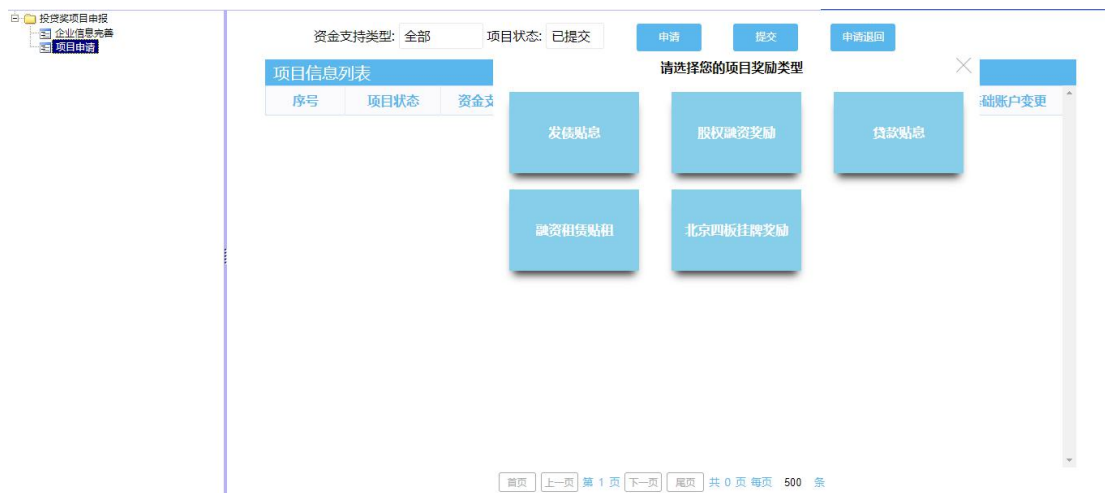 投贷奖项目申报
企业信息完善
项目申请
资金支持类型: 全部 项目状态: 已提交 申请 提交 申请退回
请选择您的项目奖励类型
项目信息列表
序号 项目状态 资金支 础账户变更
发债贴息 股权融资奖励 贷款贴息
融资租赁贴租 北京四板挂牌奖励
首页 上一页 第 1 页 下一页 尾页 共 0 页 每页 500 条